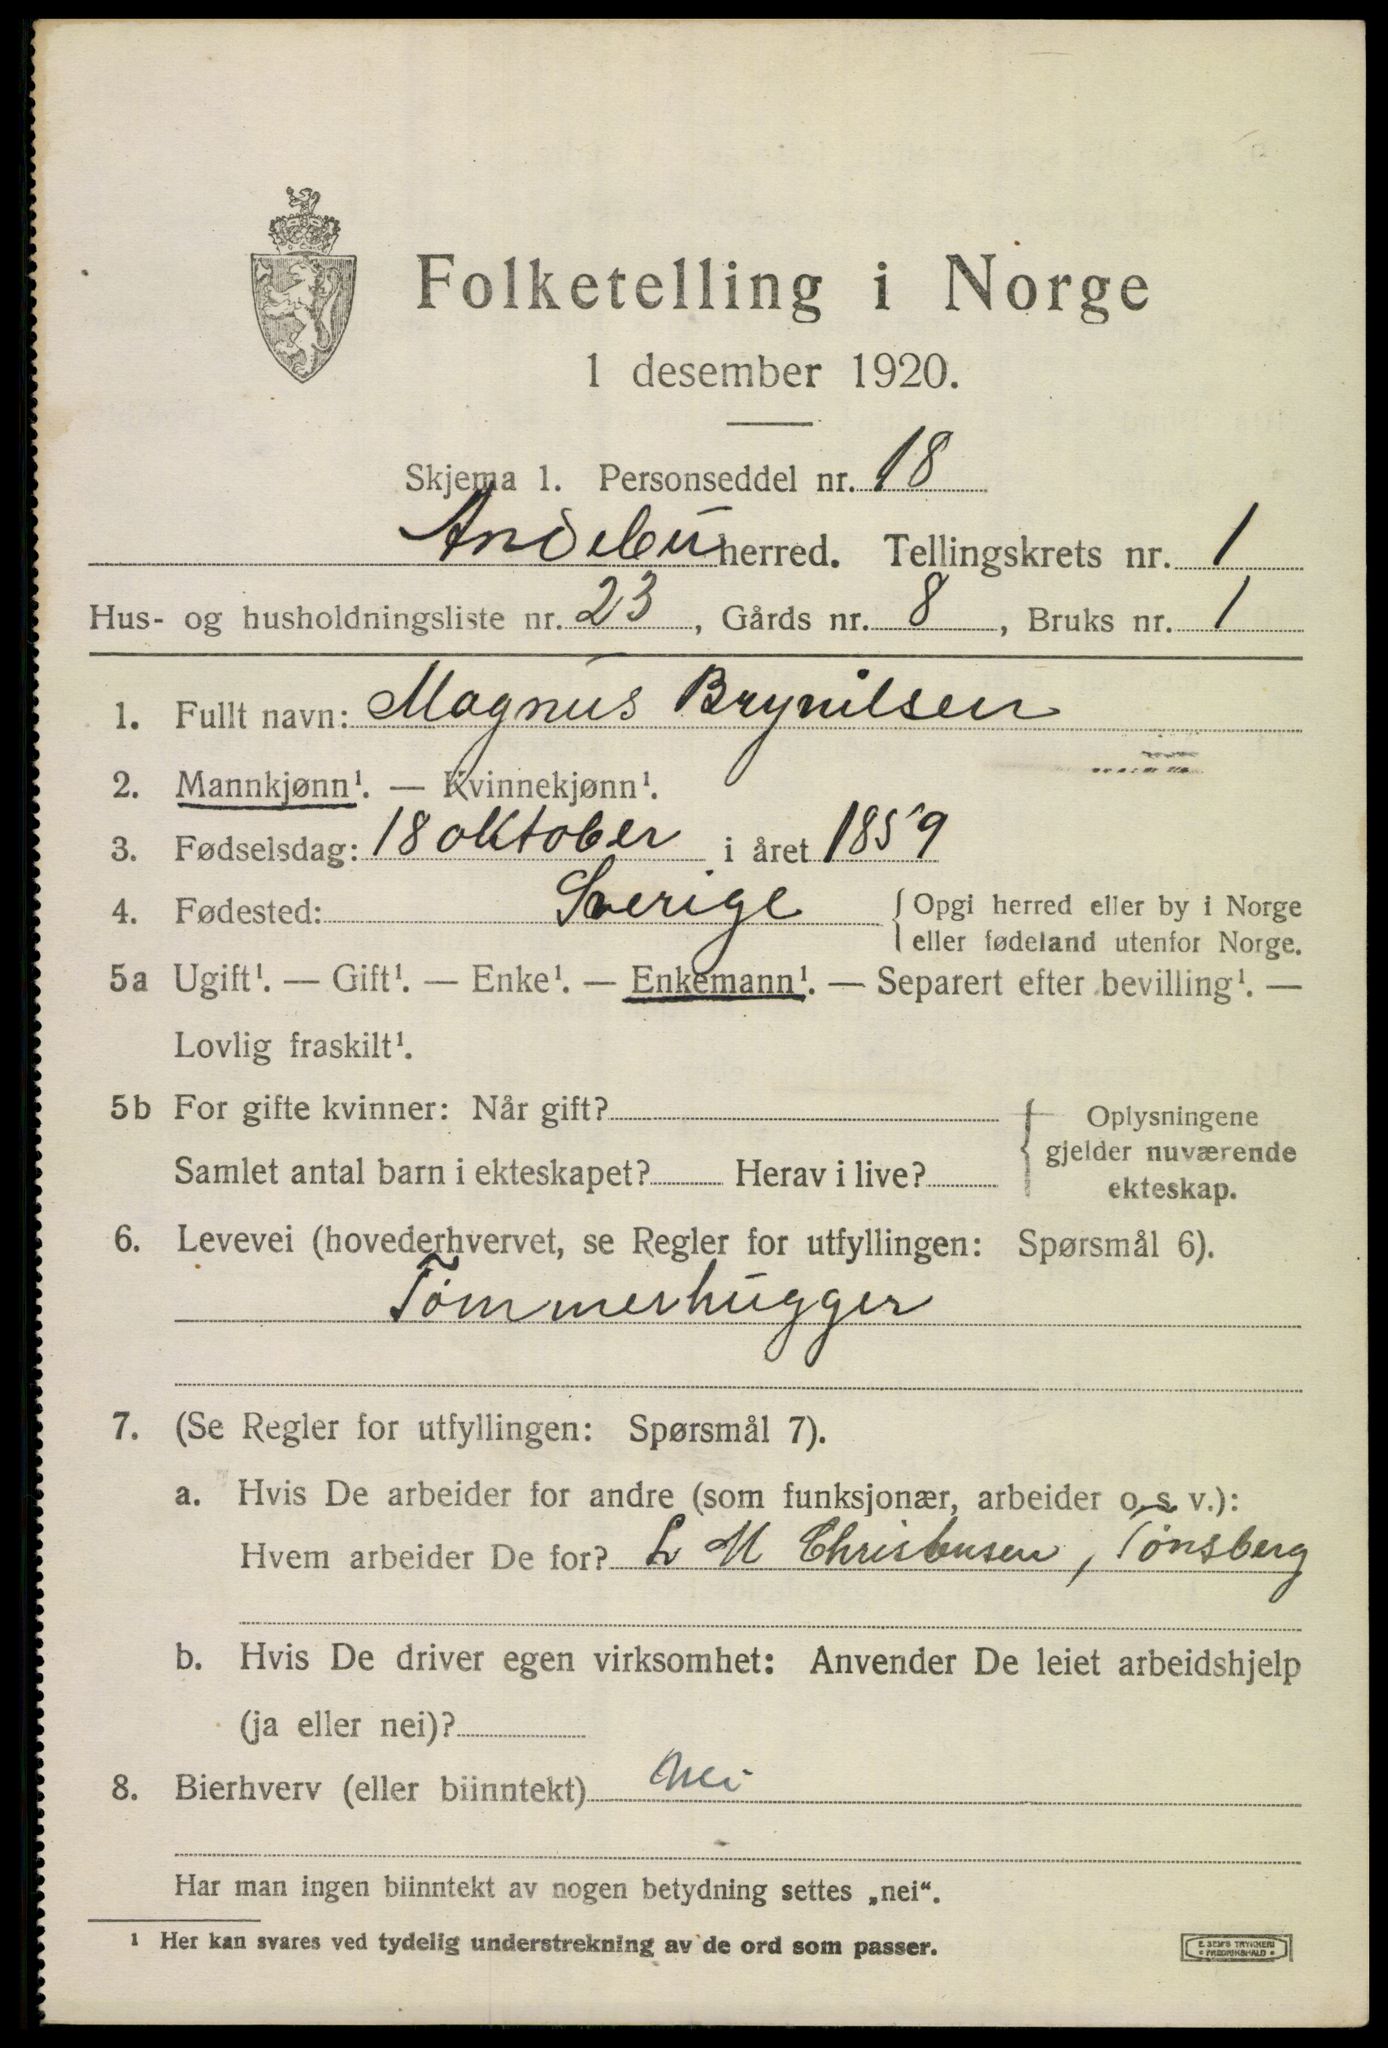 Folketelling i Norge
1 desember 1920.
Skjema 1. Personseddel nr. 18
Andebu herred. Tellingskrets nr. 1
Hus- og husholdningsliste nr. 23, Gårds nr. 8, Bruks nr. 1
1. Fullt navn: Magnus Brynilsen
2. Mannkjønn¹. — Kvinnekjønn¹.
3. Fødselsdag: 18 oktober i året 1859
4. Fødested: Sverige { Opgi herred eller by i Norge
eller fødeland utenfor Norge.
5a Ugift¹. — Gift¹. — Enke¹. — Enkemann¹. — Separert efter bevilling¹. —
Lovlig fraskilt¹.
5b For gifte kvinner: Når gift? { Oplysningene
gjelder nuværende
Samlet antal barn i ekteskapet? Herav i live? ekteskap.
6. Levevei (hovederhvervet, se Regler for utfyllingen: Spørsmål 6).
Tømmerhugger
7. (Se Regler for utfyllingen: Spørsmål 7).
a. Hvis De arbeider for andre (som funksjonær, arbeider o. s. v.):
Hvem arbeider De for? L M Christensen, Tønsberg
b. Hvis De driver egen virksomhet: Anvender De leiet arbeidshjelp
(ja eller nei)?
8. Bierhverv (eller biinntekt) Nei
Har man ingen biinntekt av nogen betydning settes „nei“.
¹ Her kan svares ved tydelig understrekning av de ord som passer.
E. SEM'S TRYKKERI
FREDRIKSHALD